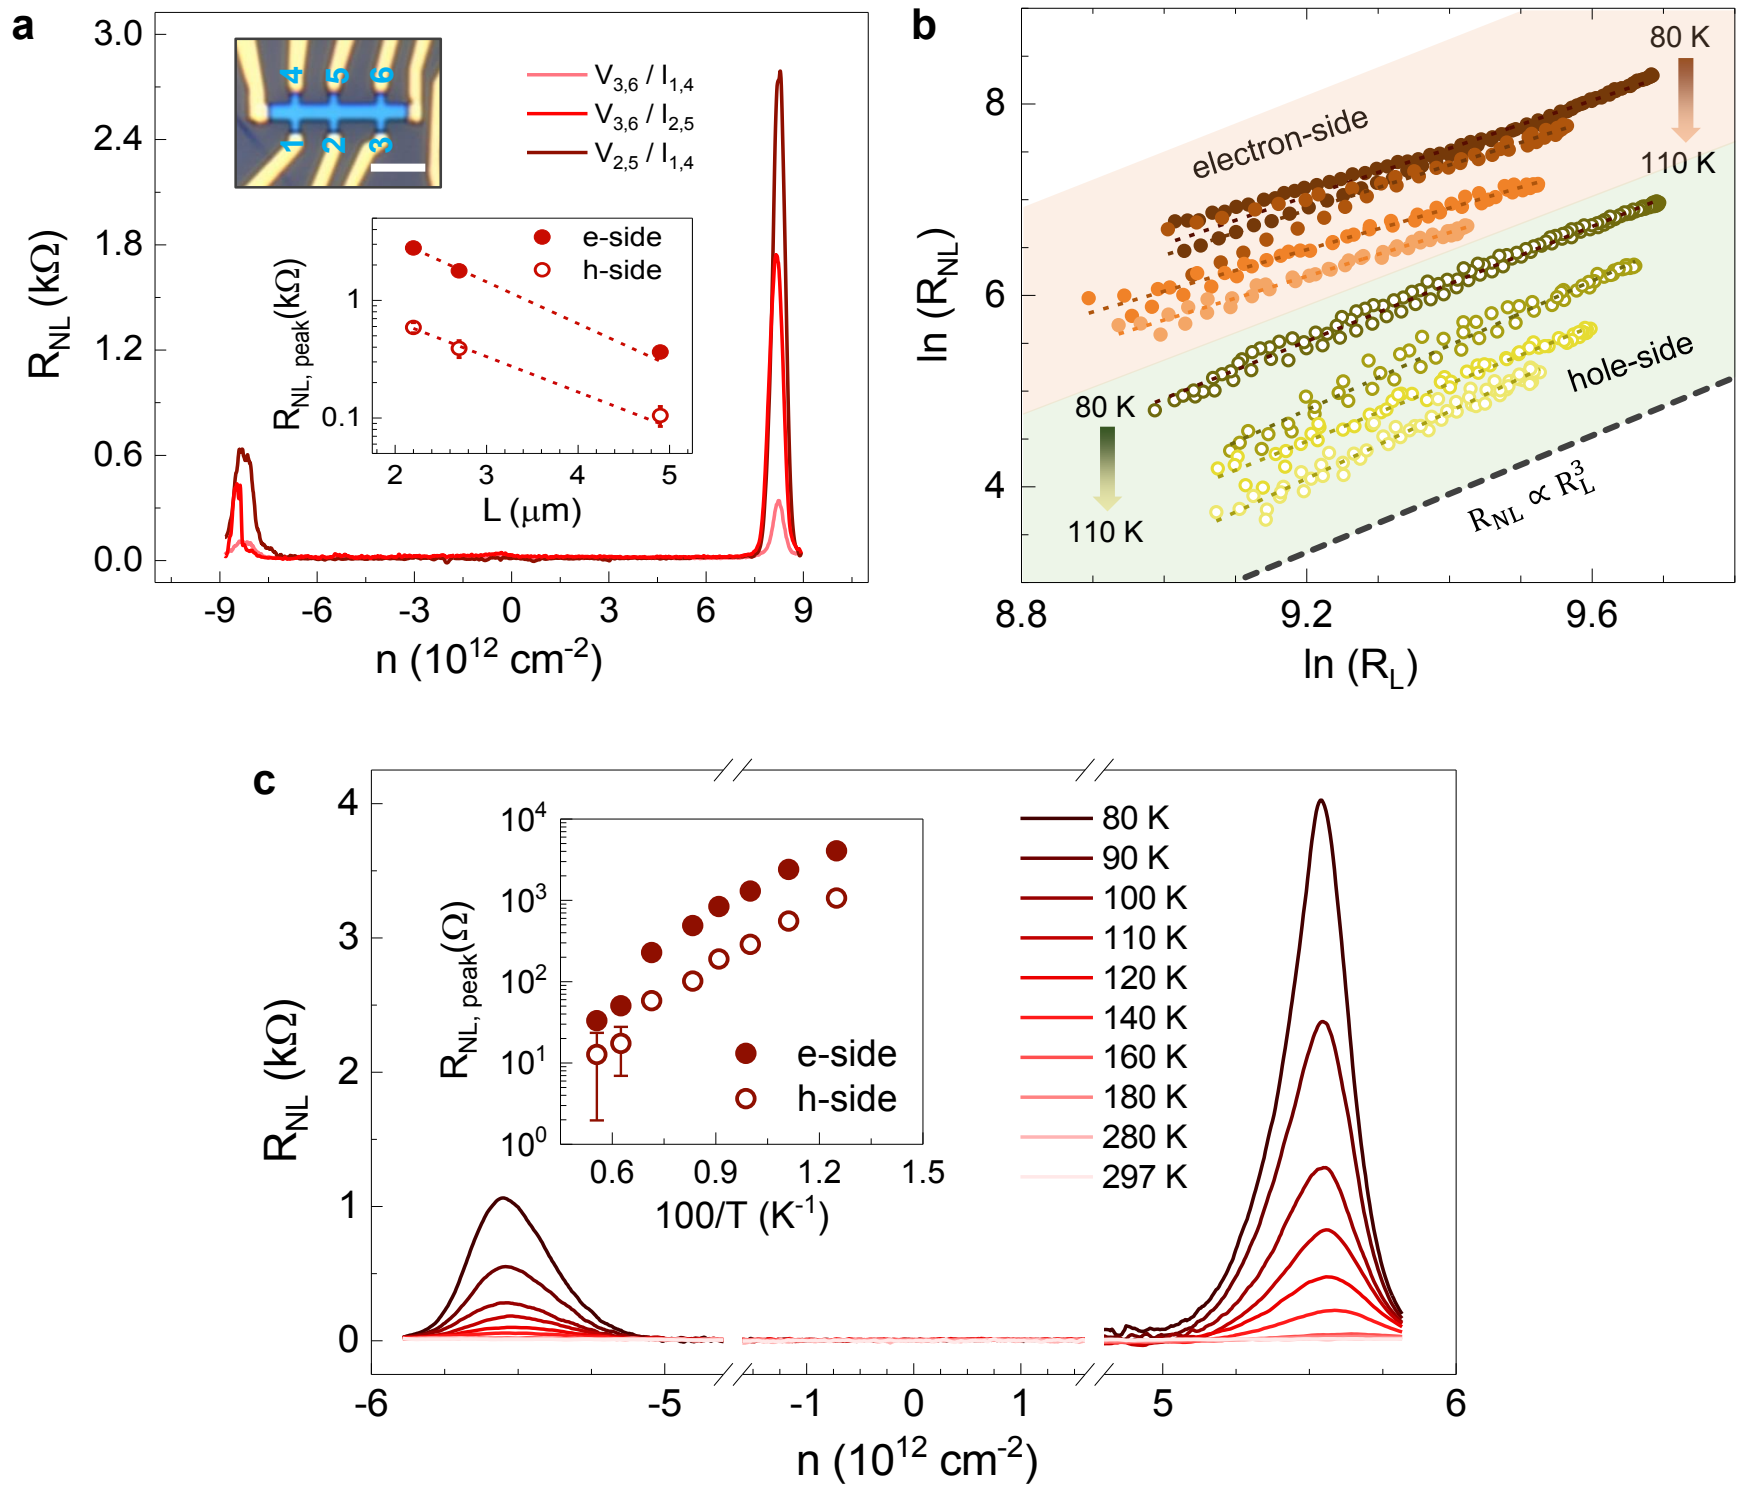 a
R_NL (kΩ)
3.0
2.4
1.8
1.2
0.6
0.0
4 5 6
1 2 3
V_3,6 / I_1,4
V_3,6 / I_2,5
V_2,5 / I_1,4
R_NL, peak(kΩ)
1
0.1
e-side
h-side
2 3 4 5
L (μm)
-9 -6 -3 0 3 6 9
n (10^12 cm^-2)
b
ln (R_NL)
8
6
4
80 K
110 K
electron-side
hole-side
80 K
110 K
R_NL ∝ R_L^3
8.8 9.2 9.6
ln (R_L)
c
R_NL (kΩ)
4
3
2
1
0
R_NL, peak(Ω)
10^4
10^3
10^2
10^1
10^0
e-side
h-side
0.6 0.9 1.2 1.5
100/T (K^-1)
80 K
90 K
100 K
110 K
120 K
140 K
160 K
180 K
280 K
297 K
-6 -5 -1 0 1 5 6
n (10^12 cm^-2)